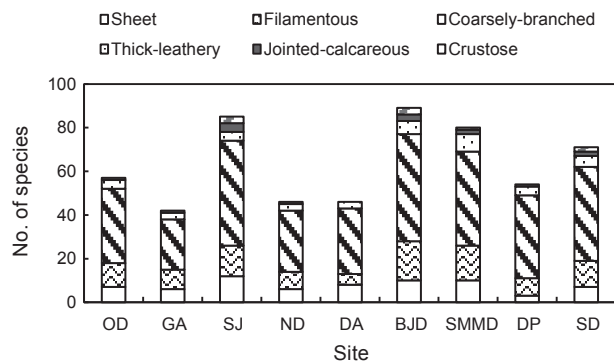 Sheet Filamentous Coarsely-branched
Thick-leathery Jointed-calcareous Crustose
100
80
60
40
20
0
No. of species
OD GA SJ ND DA BJD SMMD DP SD
Site